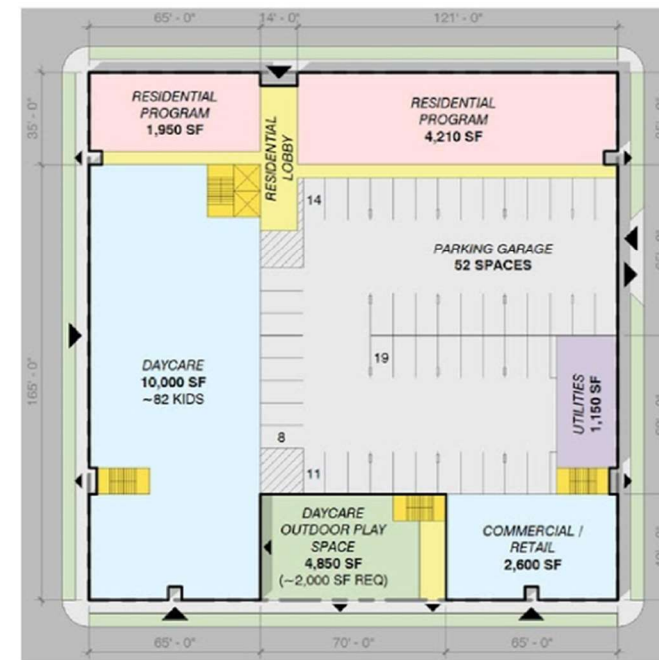 65' - 0"
14' - 0"
121' - 0"
35' - 0"
RESIDENTIAL
PROGRAM
1,950 SF
RESIDENTIAL
LOBBY
RESIDENTIAL
PROGRAM
4,210 SF
14
PARKING GARAGE
52 SPACES
165' - 0"
DAYCARE
10,000 SF
~82 KIDS
19
UTILITIES
1,150 SF
8
11
DAYCARE
OUTDOOR PLAY
SPACE
4,850 SF
(~2,000 SF REQ)
COMMERCIAL /
RETAIL
2,600 SF
65' - 0"
70' - 0"
65' - 0"